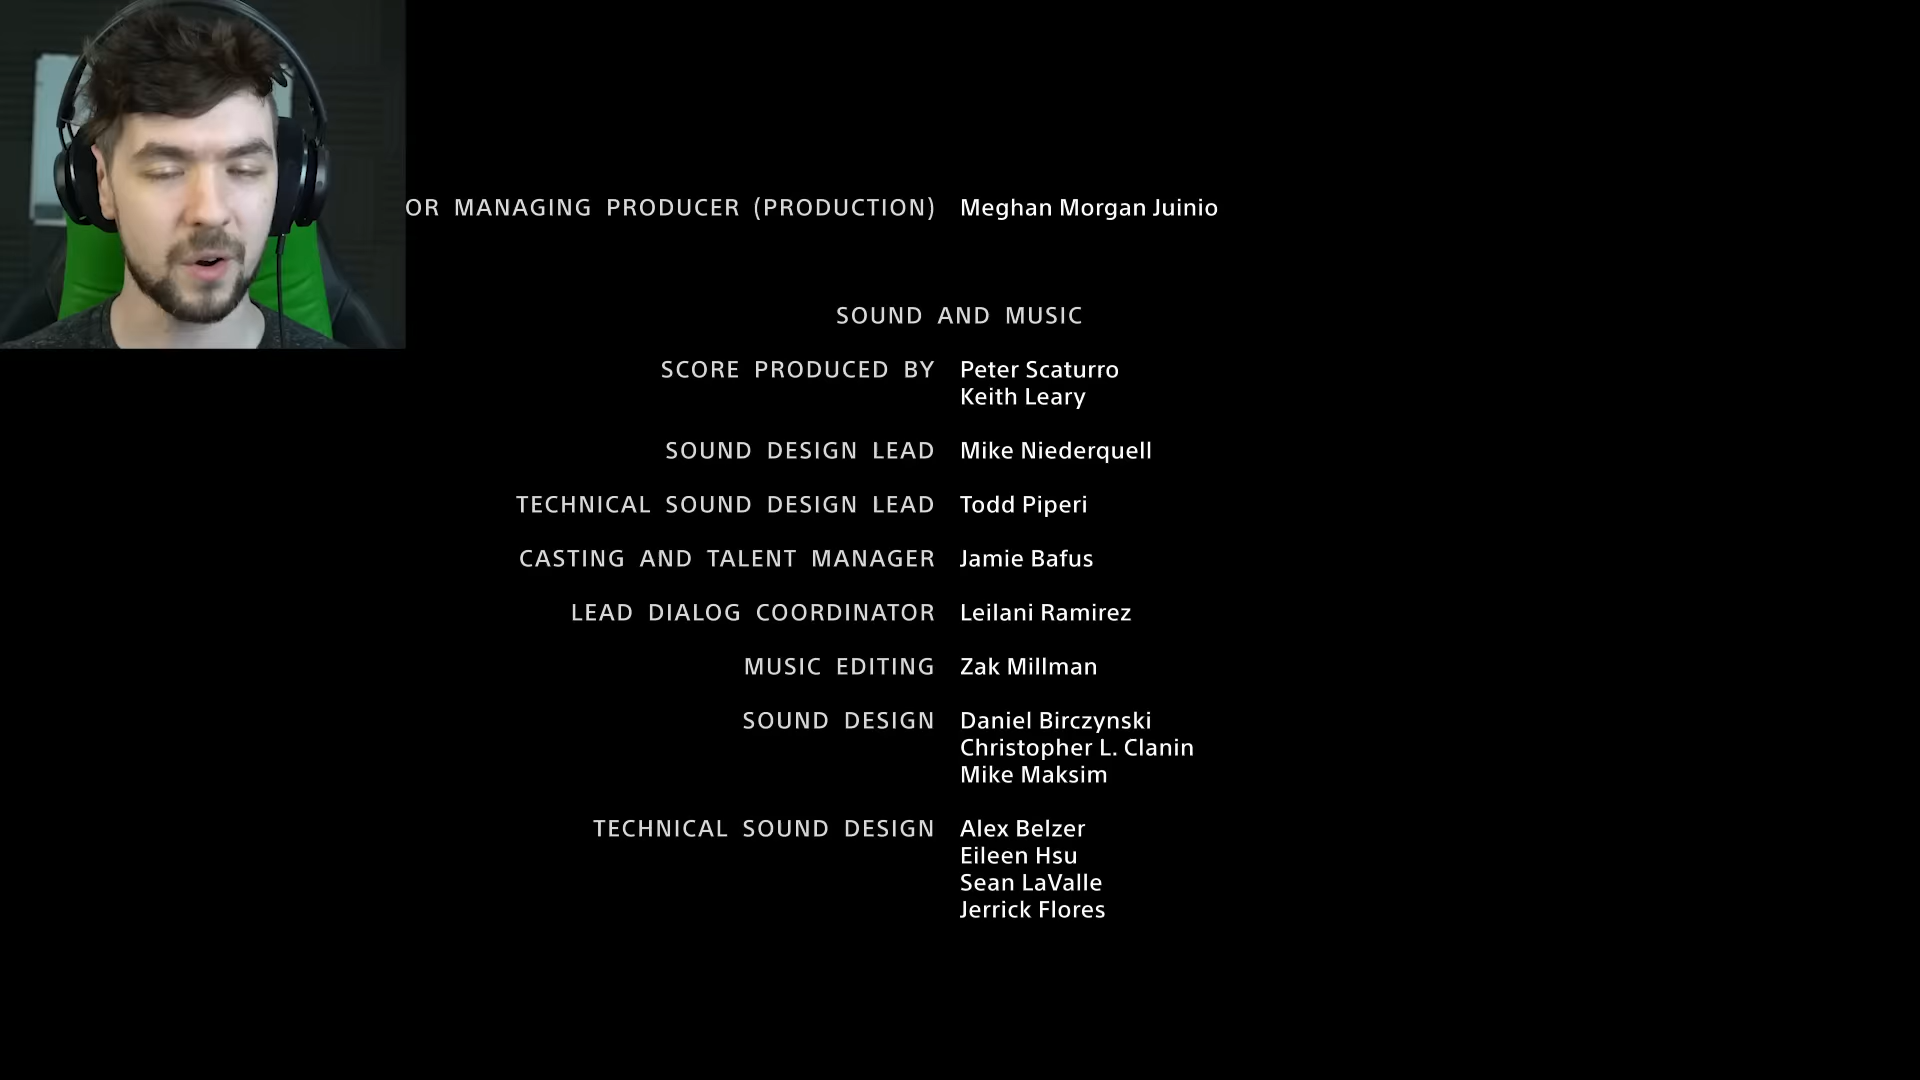 OR MANAGING PRODUCER (PRODUCTION) Meghan Morgan Juinio
SOUND AND MUSIC
SCORE PRODUCED BY Peter Scaturro
Keith Leary
SOUND DESIGN LEAD Mike Niederquell
TECHNICAL SOUND DESIGN LEAD Todd Piperi
CASTING AND TALENT MANAGER Jamie Bafus
LEAD DIALOG COORDINATOR Leilani Ramirez
MUSIC EDITING Zak Millman
SOUND DESIGN Daniel Birczynski
Christopher L. Clanin
Mike Maksim
TECHNICAL SOUND DESIGN Alex Belzer
Eileen Hsu
Sean LaValle
Jerrick Flores